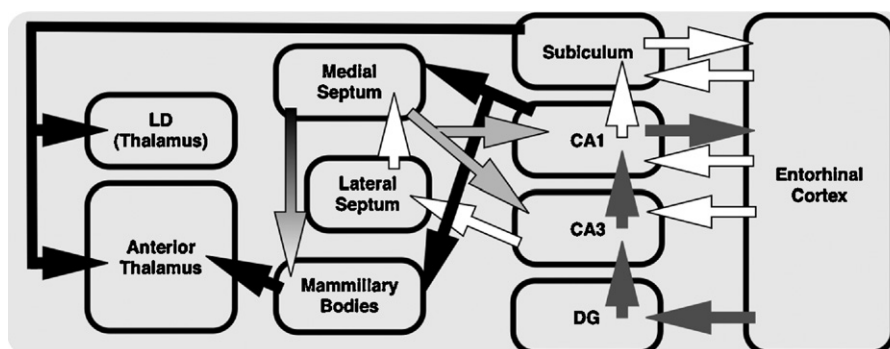 Subiculum
Medial
Septum
LD
(Thalamus)
CA1
Lateral
Septum
Entorhinal
Cortex
CA3
Anterior
Thalamus
Mammillary
Bodies
DG